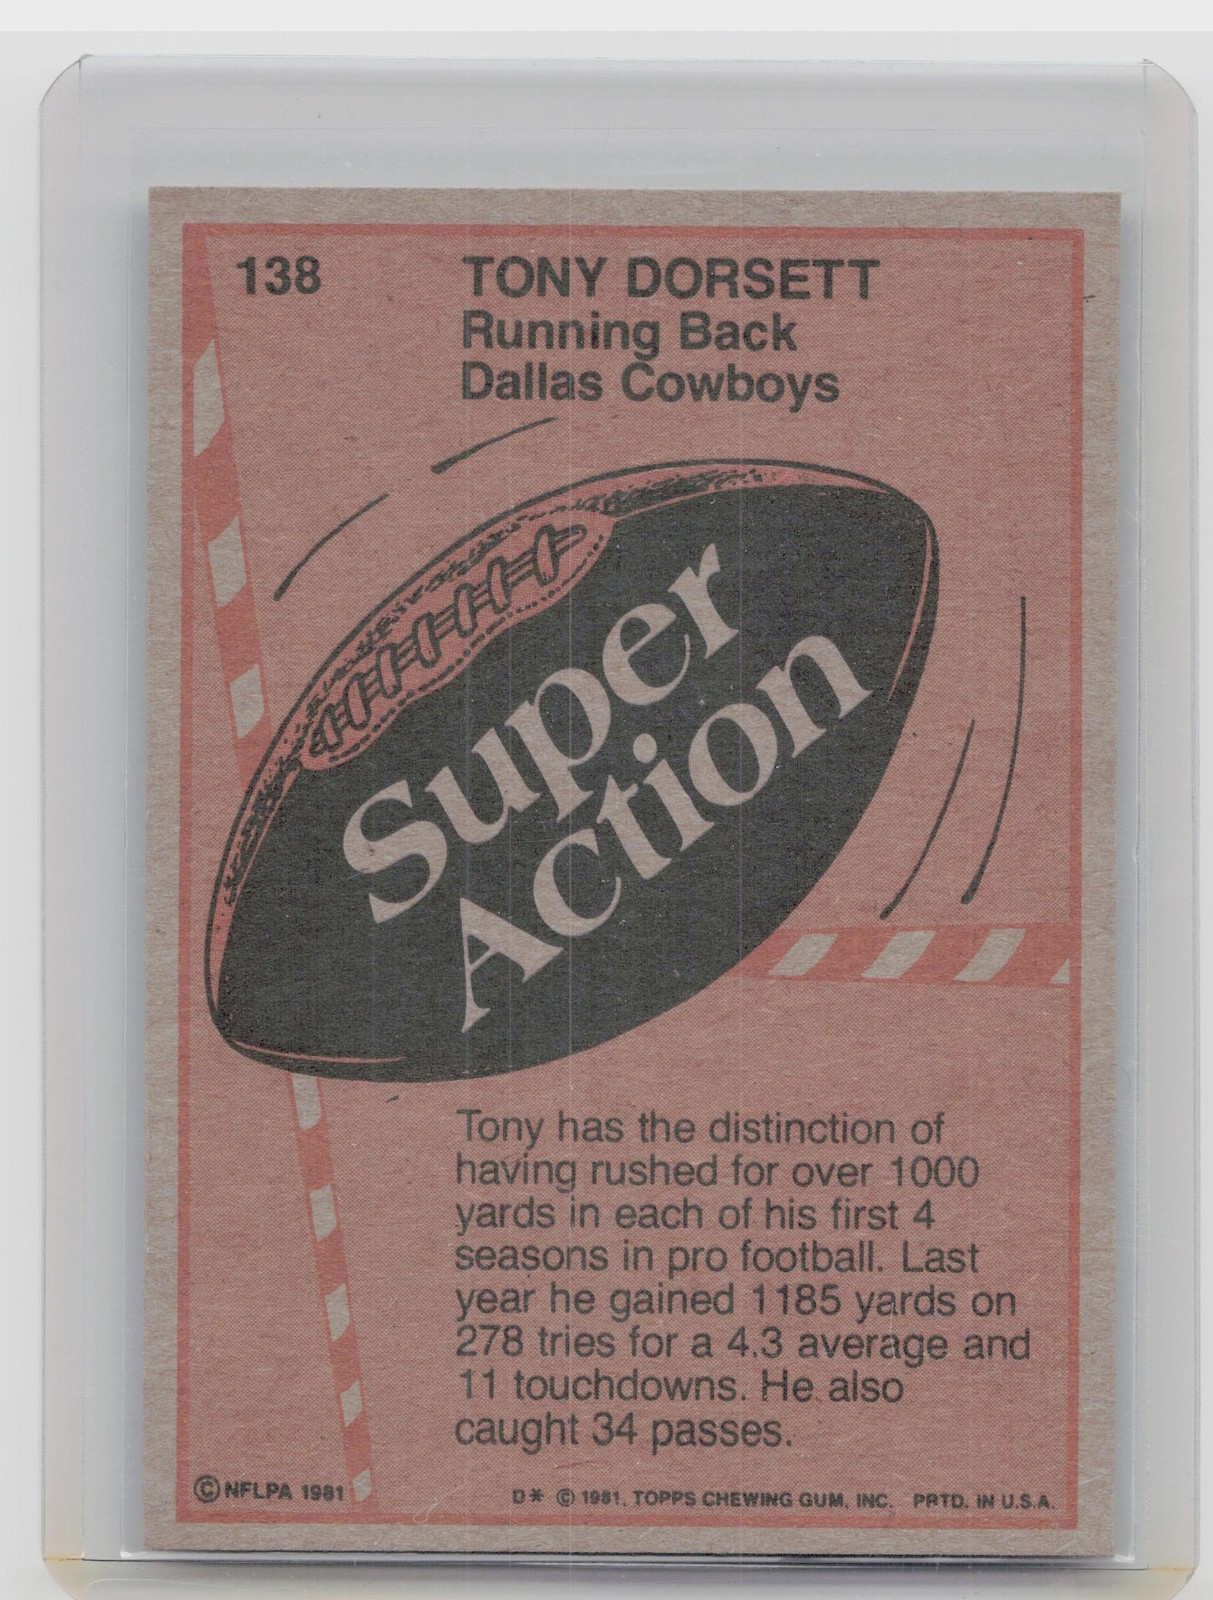 138
TONY DORSETT
Running Back
Dallas Cowboys
Super
Action
Tony has the distinction of
having rushed for over 1000
yards in each of his first 4
seasons in pro football. Last
year he gained 1185 yards on
278 tries for a 4.3 average and
11 touchdowns. He also
caught 34 passes.
© NFLPA 1981
D* © 1981, TOPPS CHEWING GUM, INC. PRTD. IN U.S.A.